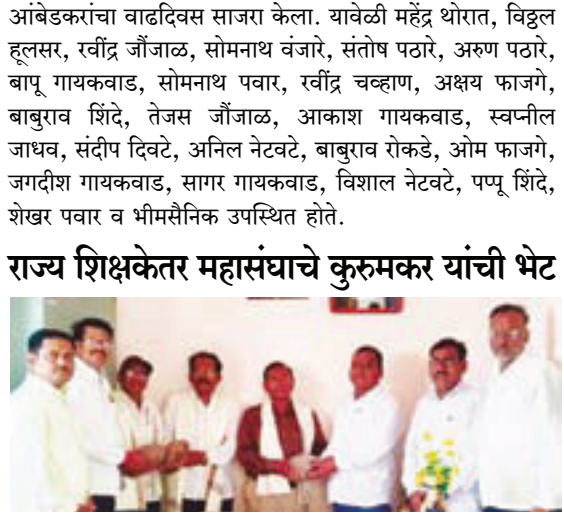 आंबेडकरांचा वाढदिवस साजरा केला. यावेळी महेंद्र थोरात, विठ्ठल
हूलसर, रवींद्र जौंजाळ, सोमनाथ वंजारे, संतोष पठारे, अरुण पठारे,
बापू गायकवाड, सोमनाथ पवार, रवींद्र चव्हाण, अक्षय फाजगे,
बाबुराव शिंदे, तेजस जौंजाळ, आकाश गायकवाड, स्वप्नील
जाधव, संदीप दिवटे, अनिल नेटवटे, बाबुराव रोकडे, ओम फाजगे,
जगदीश गायकवाड, सागर गायकवाड, विशाल नेटवटे, पप्पू शिंदे,
शेखर पवार व भीमसैनिक उपस्थित होते.
राज्य शिक्षकेतर महासंघाचे कुरुमकर यांची भेट